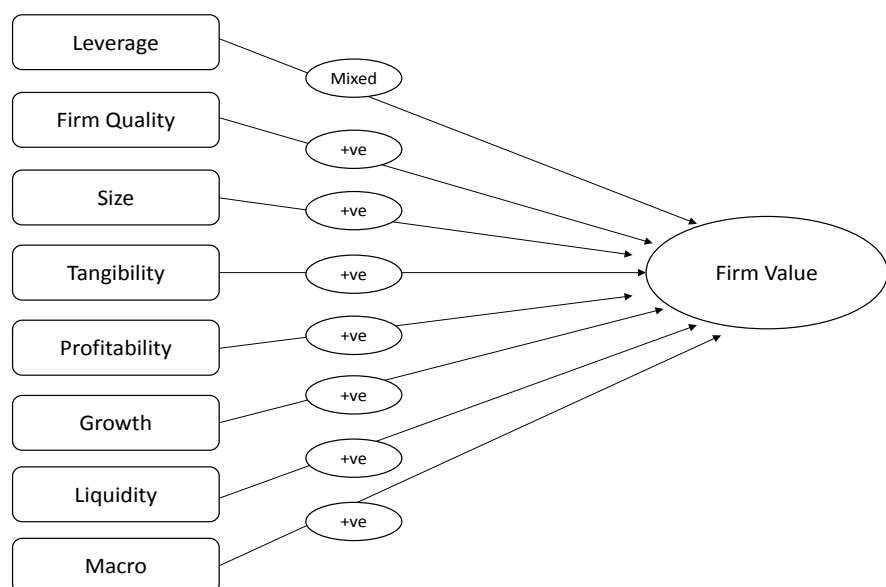 Leverage
Mixed
Firm Quality
+ve
Size
+ve
Tangibility
+ve
Firm Value
Profitability
+ve
Growth
+ve
Liquidity
+ve
Macro
+ve